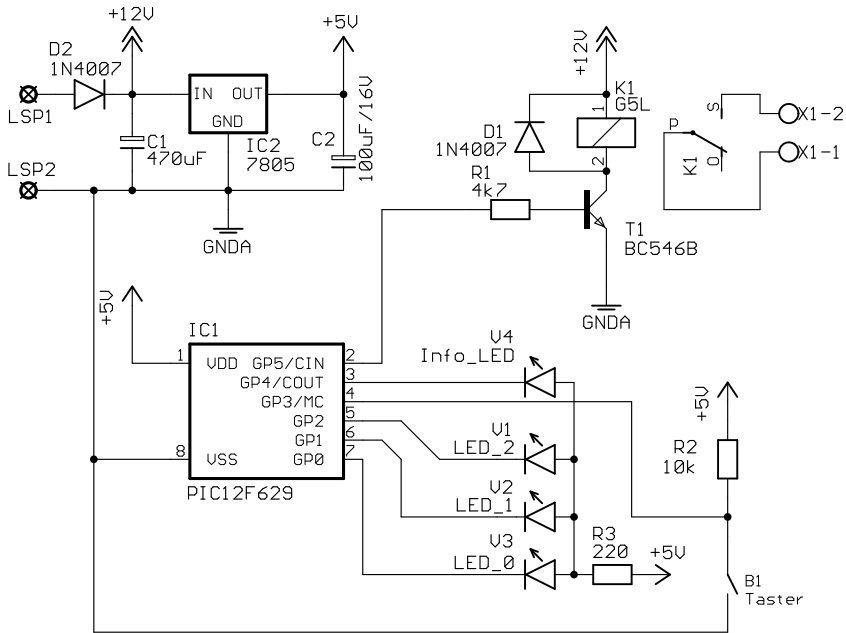 +12V
+5V
+12V
D2
1N4007
LSP1
IN OUT
GND
IC2
7805
C1
470uF
C2
100uF/16V
K1
G5L
1
2
D1
1N4007
S
P
O
K1
X1-2
X1-1
LSP2
GNDA
R1
4k7
T1
BC546B
GNDA
+5V
IC1
1 VDD GP5/CIN 2
GP4/COUT 3
GP3/MC 4
GP2 5
GP1 6
8 VSS GP0 7
PIC12F629
V4
Info_LED
V1
LED_2
V2
LED_1
V3
LED_0
R3
220
+5V
+5V
R2
10k
B1
Taster